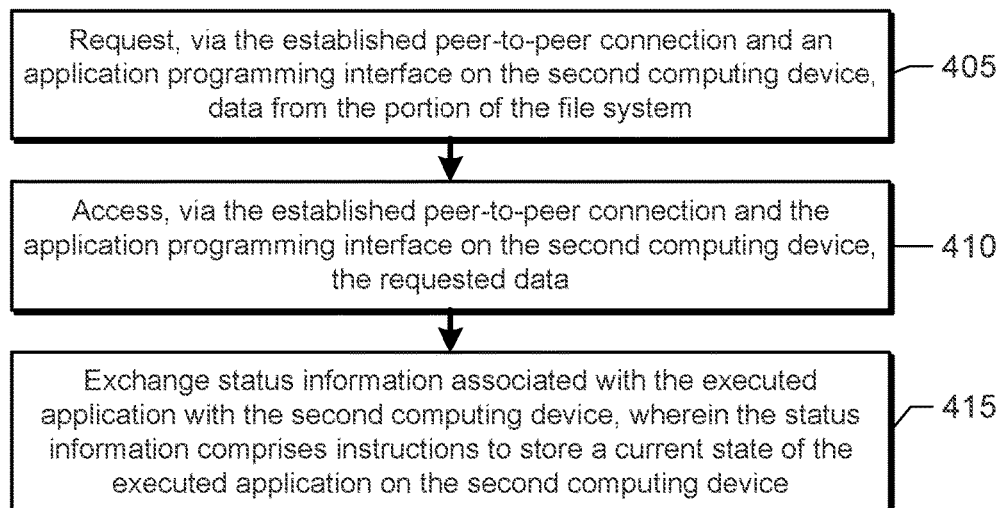 Request, via the established peer-to-peer connection and an
application programming interface on the second computing device,
data from the portion of the file system
405
Access, via the established peer-to-peer connection and the
application programming interface on the second computing device,
the requested data
410
Exchange status information associated with the executed
application with the second computing device, wherein the status
information comprises instructions to store a current state of the
executed application on the second computing device
415